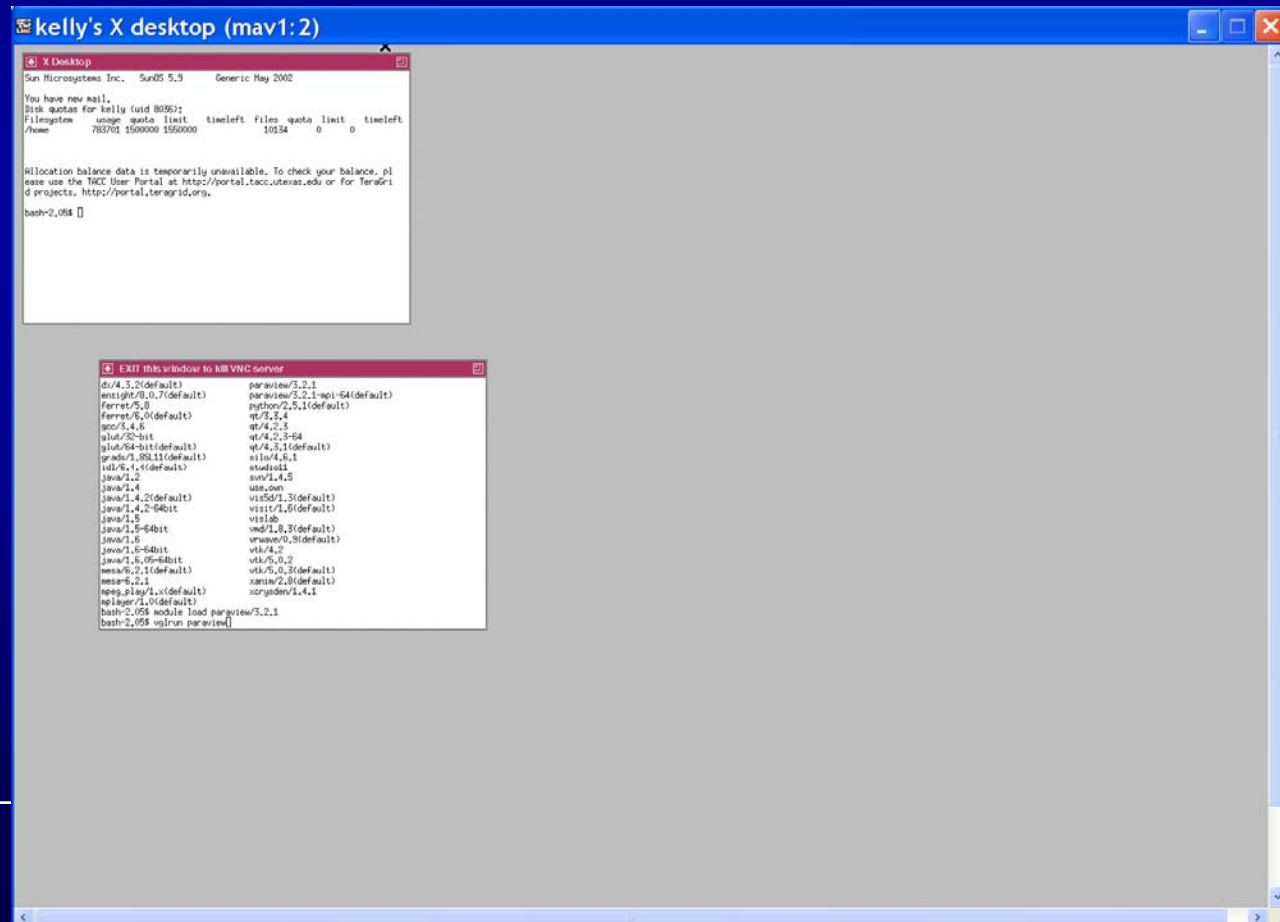 kelly's X desktop (mav1:2)
X Desktop
Sun Microsystems Inc. SunOS 5.9 Generic May 2002
You have new mail.
Disk quotas for kelly (uid 8036):
Filesystem usage quota limit timeleft files quota limit timeleft
/home 783701 1500000 1550000 10134 0 0
Allocation balance data is temporarily unavailable. To check your balance, pl
ease use the TACC User Portal at http://portal.tacc.utexas.edu or for TeraGri
d projects, http://portal.teragrid.org.
bash-2.05$
EXIT this window to kill VNC server
dx/4.3.2(default) paraview/3.2.1
ensight/8.0.7(default) paraview/3.2.1-mpi-64(default)
ferret/5.8 python/2.5.1(default)
ferret/6.0(default) qt/3.3.4
gcc/3.4.6 qt/4.2.3
glut/32-bit qt/4.2.3-64
glut/64-bit(default) qt/4.3.1(default)
grads/1.8SL11(default) silo/4.6.1
idl/6.4.4(default) studio11
java/1.2 svn/1.4.5
java/1.4 use.own
java/1.4.2(default) vis5d/1.3(default)
java/1.4.2-64bit visit/1.6(default)
java/1.5 vislab
java/1.5-64bit vmd/1.8.3(default)
java/1.6 vrwave/0.9(default)
java/1.6-64bit vtk/4.2
java/1.6.05-64bit vtk/5.0.2
mesa/6.2.1(default) vtk/5.0.3(default)
mesa-6.2.1 xanim/2.8(default)
mpeg_play/1.x(default) xcrysden/1.4.1
mplayer/1.0(default)
bash-2.05$ module load paraview/3.2.1
bash-2.05$ vglrun paraview